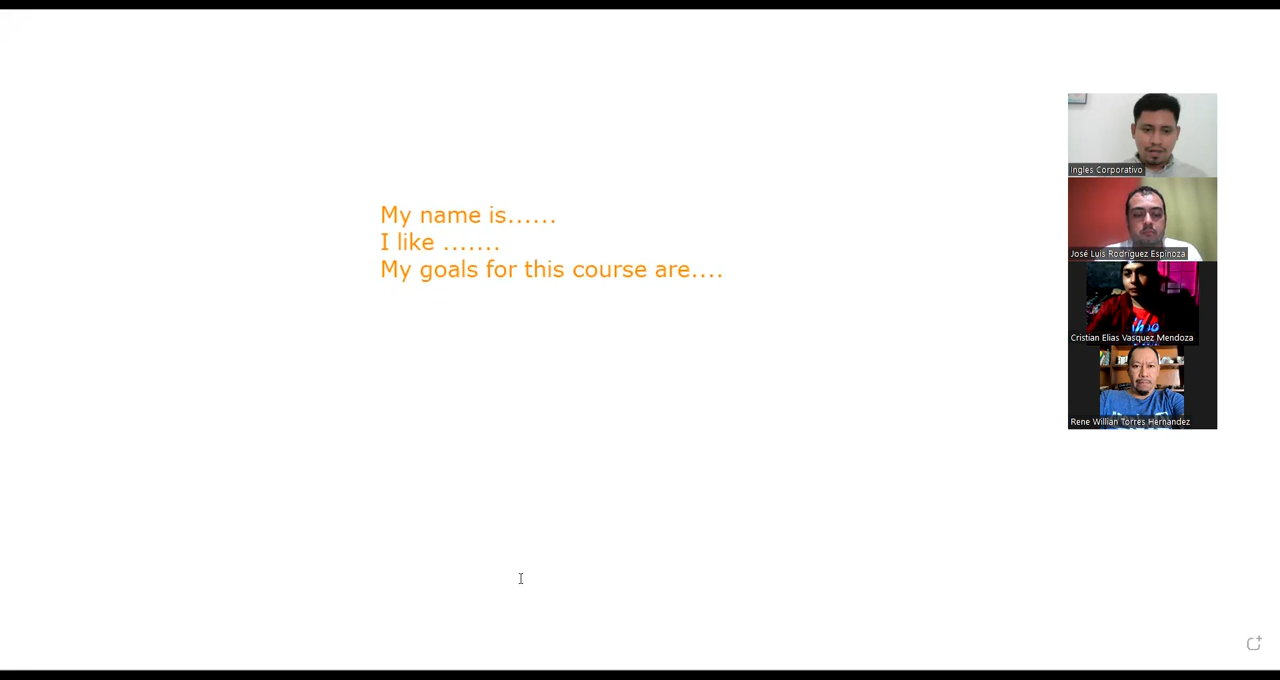 My name is......
I like .......
My goals for this course are....
Ingles Corporativo
José Luis Rodríguez Espinoza
Cristian Elias Vasquez Mendoza
Rene Willian Torres Hernandez